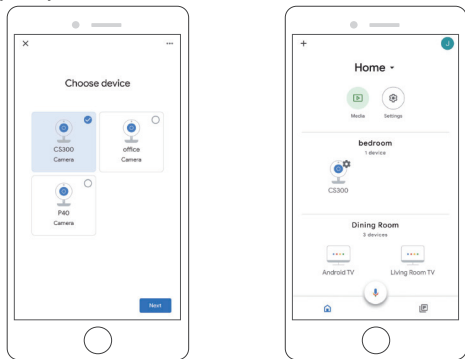 Choose device
CS300
Camera
office
Camera
P40
Camera
Next
J
Home
Media
Settings
bedroom
1 device
CS300
Dining Room
3 devices
Android TV
Living Room TV